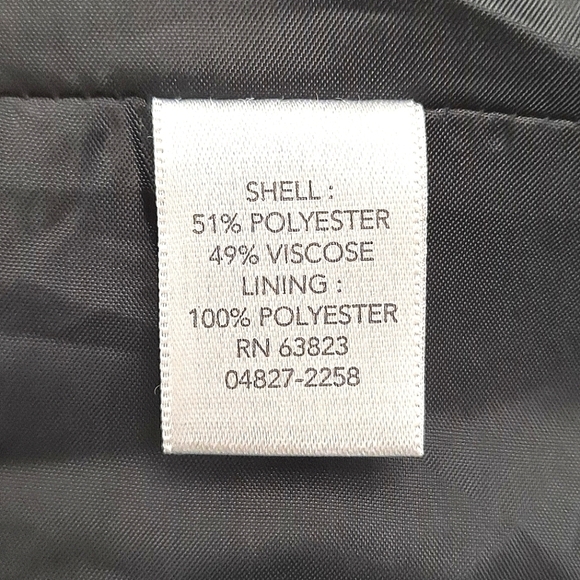 SHELL :
51% POLYESTER
49% VISCOSE
LINING :
100% POLYESTER
RN 63823
04827-2258